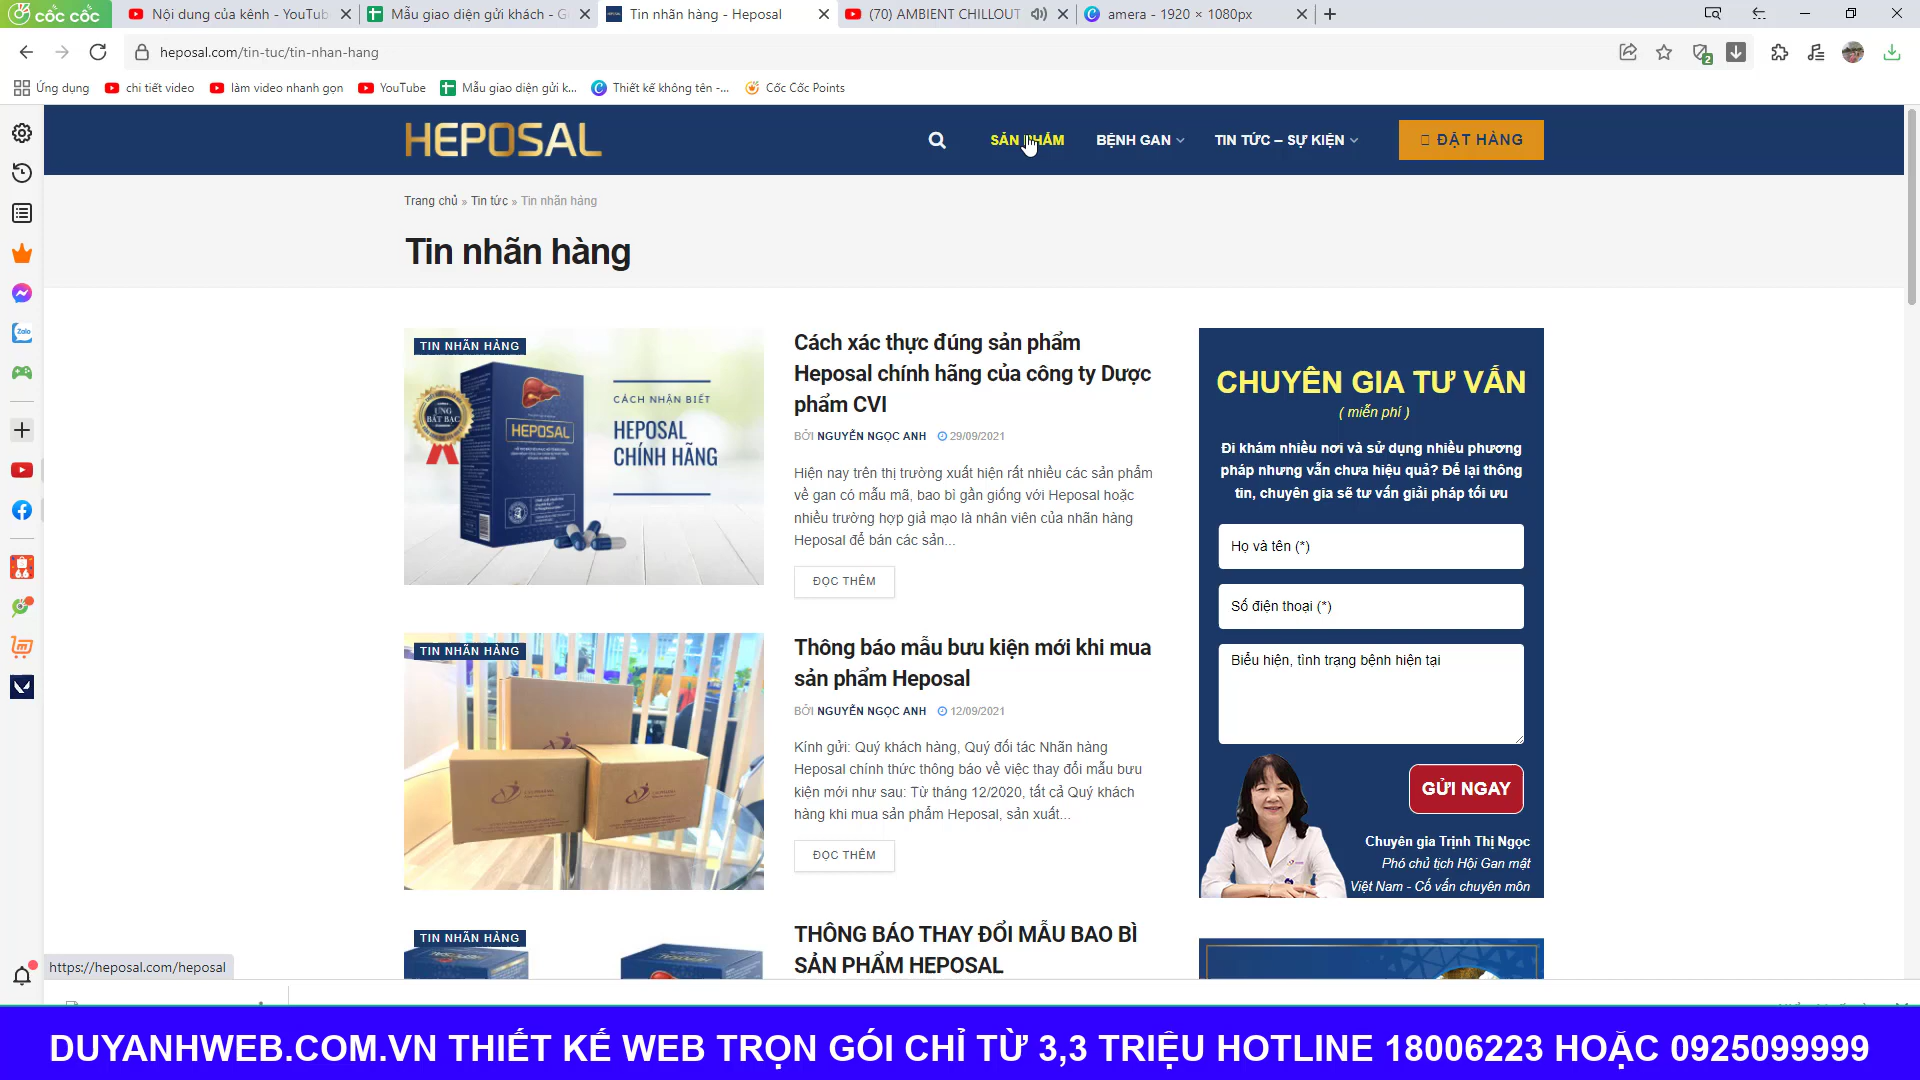 cốc cốc
Nội dung của kênh - YouTub
Mẫu giao diện gửi khách - G
Tin nhãn hàng - Heposal
(70) AMBIENT CHILLOUT
amera - 1920 × 1080px
heposal.com/tin-tuc/tin-nhan-hang
2
Ứng dụng
chi tiết video
làm video nhanh gọn
YouTube
Mẫu giao diện gửi k...
Thiết kế không tên -...
Cốc Cốc Points
HEPOSAL
SẢN PHẨM
BỆNH GAN
TIN TỨC – SỰ KIỆN
ĐẶT HÀNG
Trang chủ » Tin tức » Tin nhãn hàng
Tin nhãn hàng
TIN NHÃN HÀNG
CÁCH NHẬN BIẾT
HEPOSAL
CHÍNH HÃNG
HEPOSAL
ƯNG
BẤT BẠC
Cách xác thực đúng sản phẩm
Heposal chính hãng của công ty Dược
phẩm CVI
BỞI NGUYỄN NGỌC ANH 29/09/2021
Hiện nay trên thị trường xuất hiện rất nhiều các sản phẩm
về gan có mẫu mã, bao bì gần giống với Heposal hoặc
nhiều trường hợp giả mạo là nhân viên của nhãn hàng
Heposal để bán các sản...
ĐỌC THÊM
TIN NHÃN HÀNG
Thông báo mẫu bưu kiện mới khi mua
sản phẩm Heposal
BỞI NGUYỄN NGỌC ANH 12/09/2021
Kính gửi: Quý khách hàng, Quý đối tác Nhãn hàng
Heposal chính thức thông báo về việc thay đổi mẫu bưu
kiện mới như sau: Từ tháng 12/2020, tất cả Quý khách
hàng khi mua sản phẩm Heposal, sản xuất...
ĐỌC THÊM
TIN NHÃN HÀNG
THÔNG BÁO THAY ĐỔI MẪU BAO BÌ
SẢN PHẨM HEPOSAL
CHUYÊN GIA TƯ VẤN
( miễn phí )
Đi khám nhiều nơi và sử dụng nhiều phương
pháp nhưng vẫn chưa hiệu quả? Để lại thông
tin, chuyên gia sẽ tư vấn giải pháp tối ưu
Họ và tên (*)
Số điện thoại (*)
Biểu hiện, tình trạng bệnh hiện tại
GỬI NGAY
Chuyên gia Trịnh Thị Ngọc
Phó chủ tịch Hội Gan mật
Việt Nam - Cố vấn chuyên môn
Zalo
https://heposal.com/heposal
DUYANHWEB.COM.VN THIẾT KẾ WEB TRỌN GÓI CHỈ TỪ 3,3 TRIỆU HOTLINE 18006223 HOẶC 0925099999